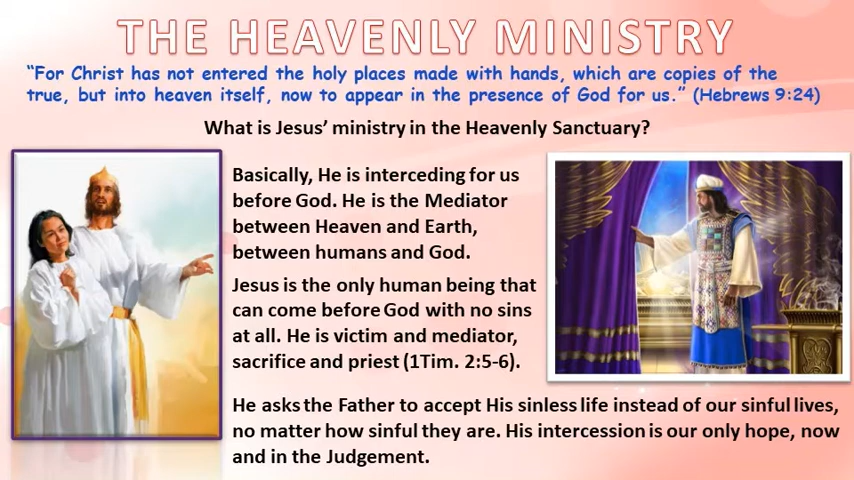 THE HEAVENLY MINISTRY
“For Christ has not entered the holy places made with hands, which are copies of the
true, but into heaven itself, now to appear in the presence of God for us.” (Hebrews 9:24)
What is Jesus’ ministry in the Heavenly Sanctuary?
Basically, He is interceding for us
before God. He is the Mediator
between Heaven and Earth,
between humans and God.
Jesus is the only human being that
can come before God with no sins
at all. He is victim and mediator,
sacrifice and priest (1Tim. 2:5-6).
He asks the Father to accept His sinless life instead of our sinful lives,
no matter how sinful they are. His intercession is our only hope, now
and in the Judgement.